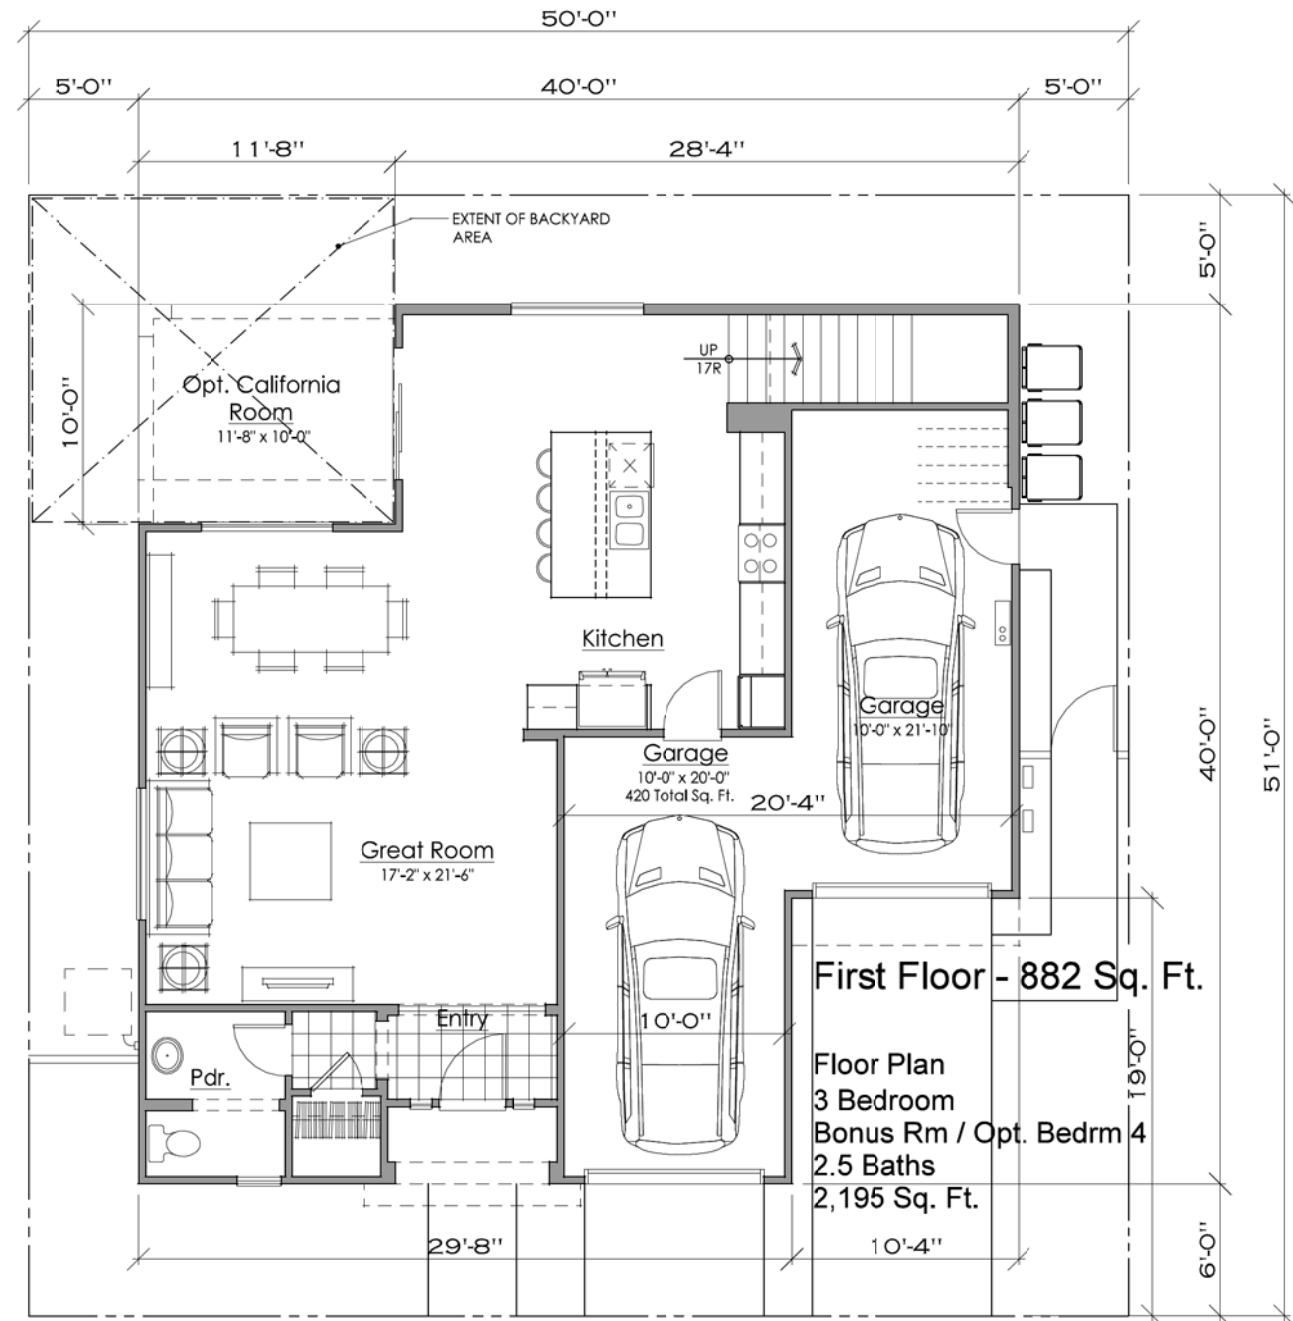 50'-0"
5'-0"
40'-0"
5'-0"
11'-8"
28'-4"
EXTENT OF BACKYARD
AREA
5'-0"
UP
17R
Opt. California
Room
11'-8" x 10'-0"
10'-0"
Kitchen
Garage
10'-0" x 21'-10"
Garage
10'-0" x 20'-0"
420 Total Sq. Ft.
20'-4"
40'-0"
51'-0"
Great Room
17'-2" x 21'-6"
First Floor - 882 Sq. Ft.
Entry
10'-0"
Pdr.
Floor Plan
3 Bedroom
Bonus Rm / Opt. Bedrm 4
2.5 Baths
2,195 Sq. Ft.
19'-0"
29'-8"
10'-4"
6'-0"